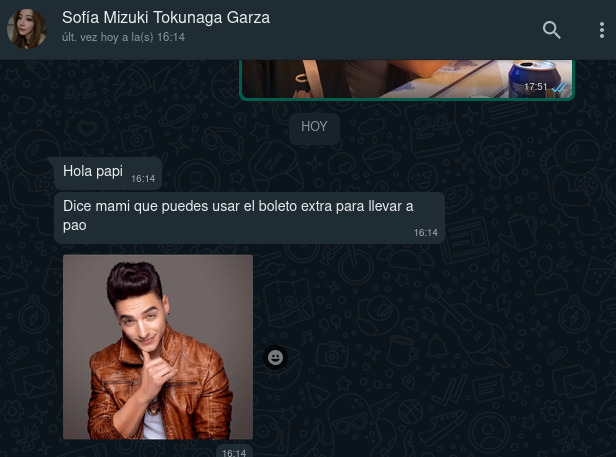 Sofía Mizuki Tokunaga Garza
últ. vez hoy a la(s) 16:14
17:51
HOY
Hola papi
16:14
Dice mami que puedes usar el boleto extra para llevar a
pao
16:14
16:14